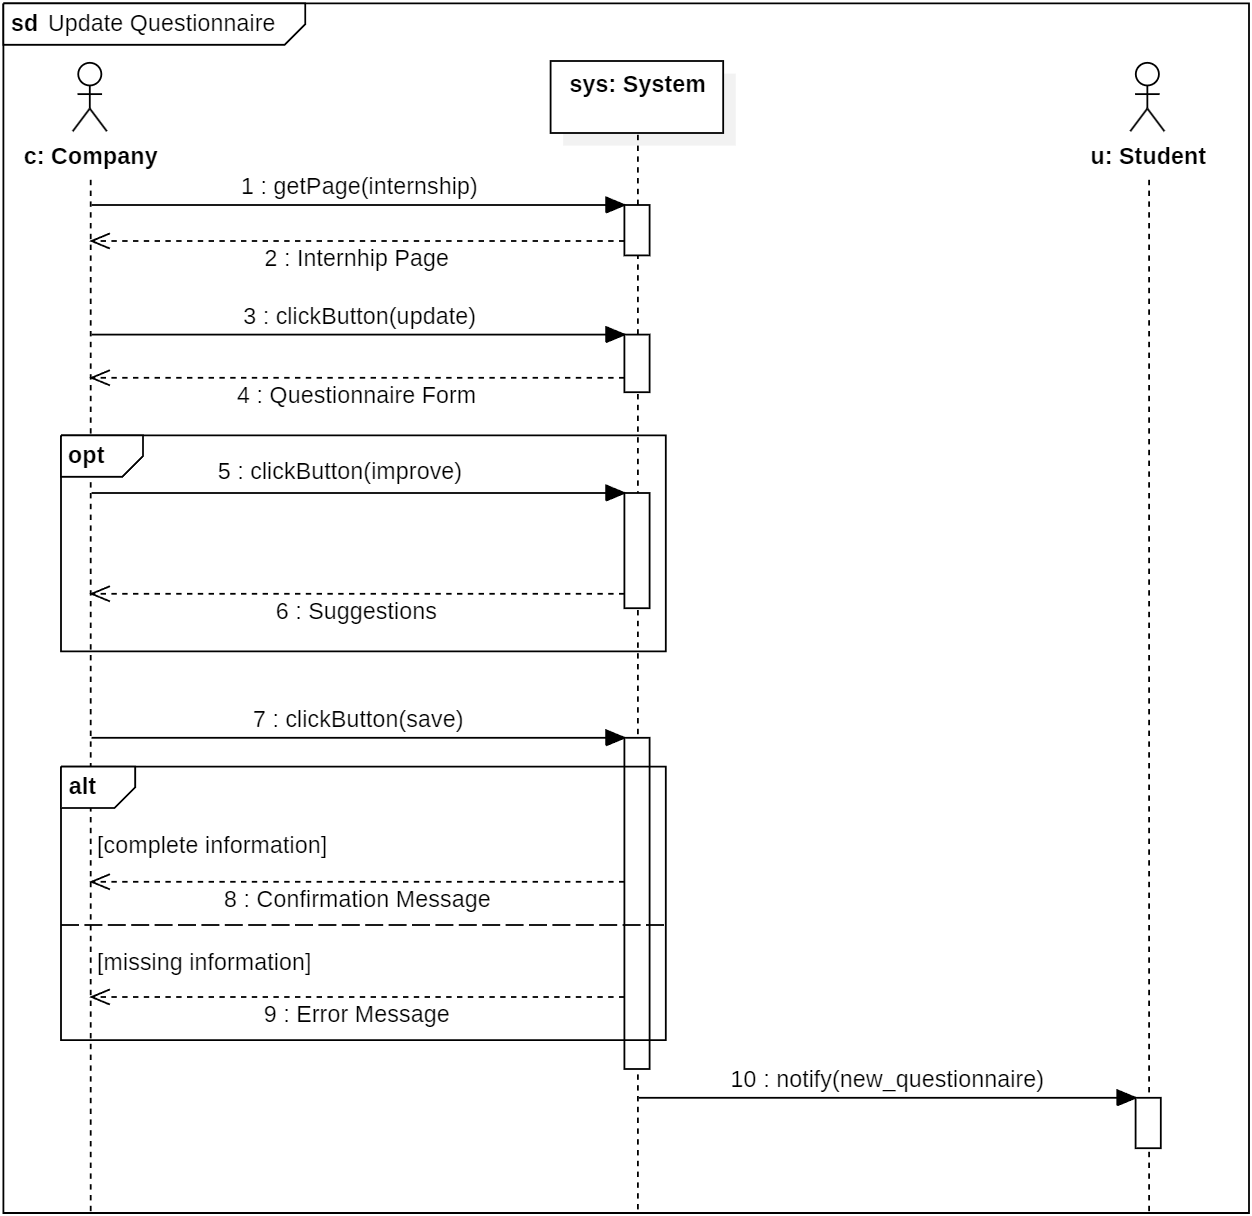 sd Update Questionnaire
sys: System
c: Company
u: Student
1 : getPage(internship)
2 : Internhip Page
3 : clickButton(update)
4 : Questionnaire Form
opt
5 : clickButton(improve)
6 : Suggestions
7 : clickButton(save)
alt
[complete information]
8 : Confirmation Message
[missing information]
9 : Error Message
10 : notify(new_questionnaire)